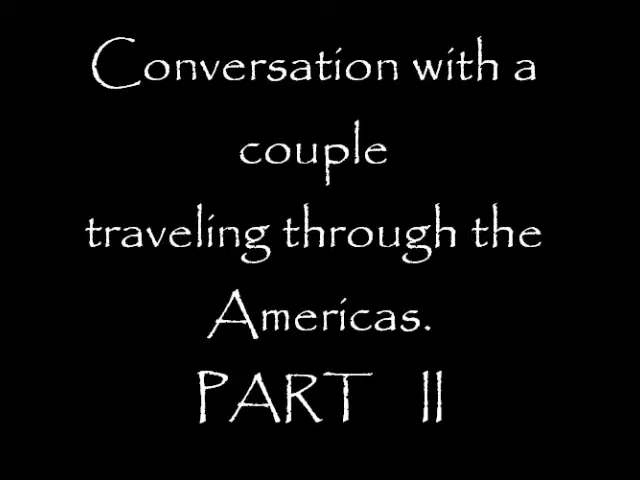 Conversation with a
couple
traveling through the
Americas.
PART II